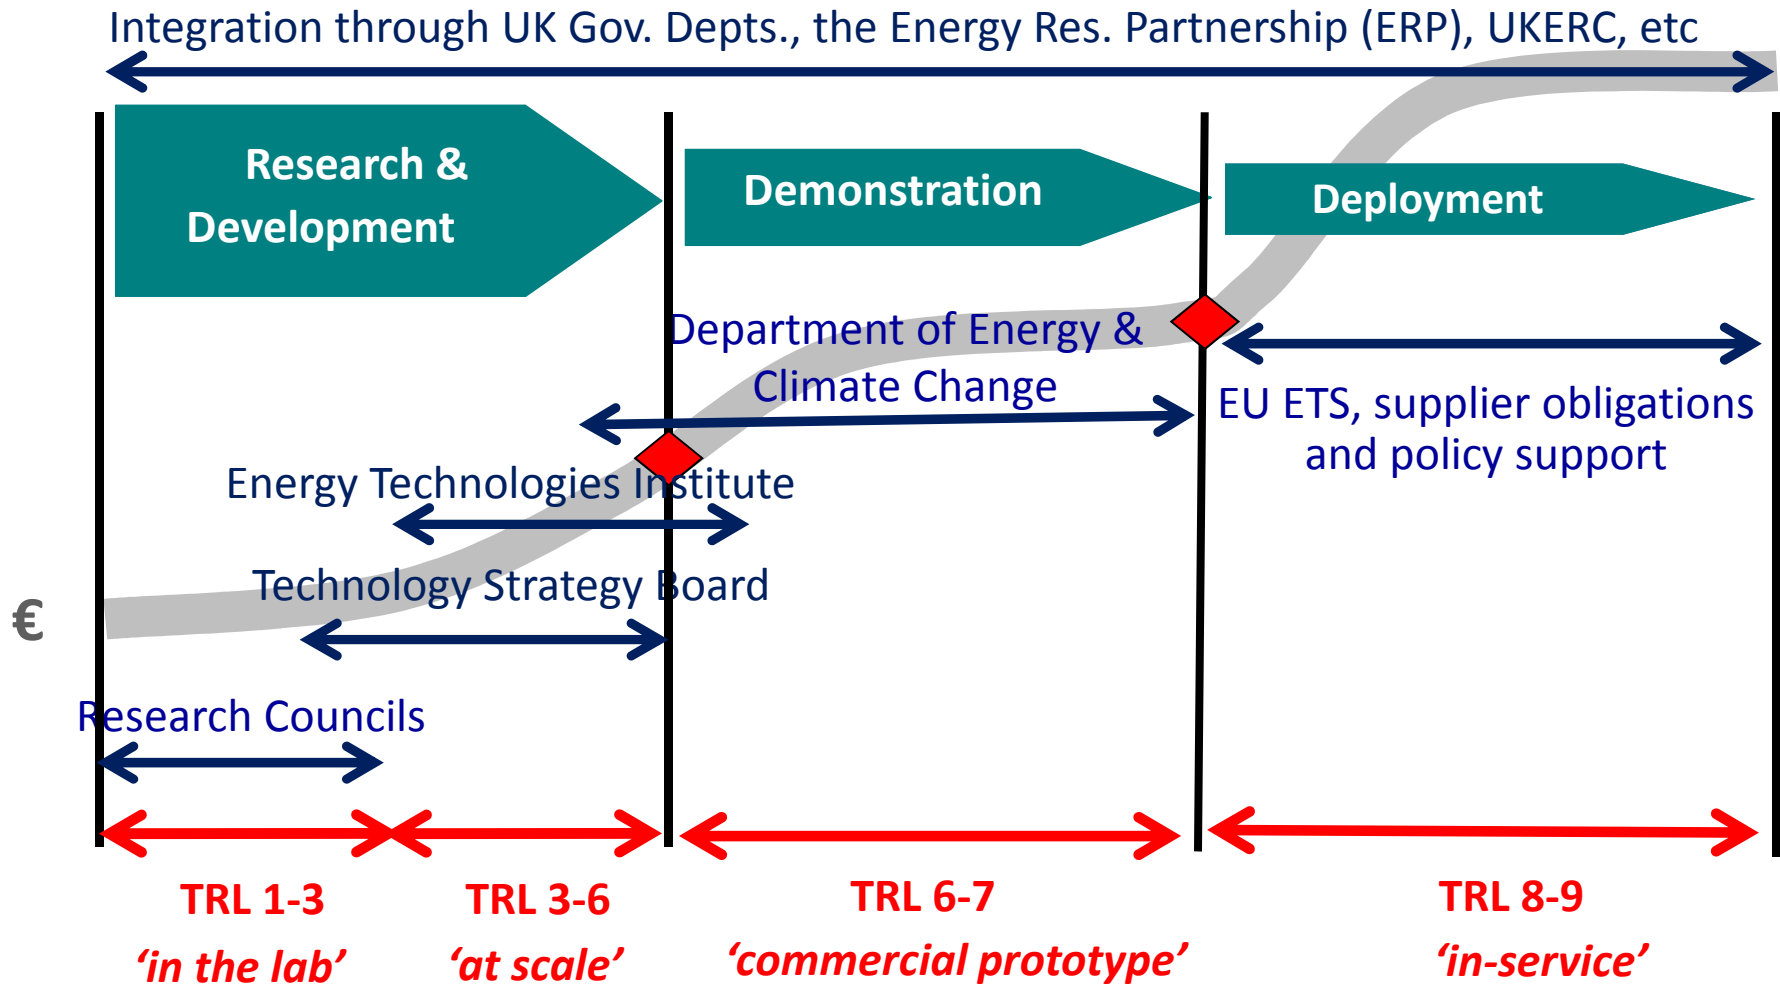 Integration through UK Gov. Depts., the Energy Res. Partnership (ERP), UKERC, etc
Research &
Development
Demonstration
Deployment
Department of Energy &
Climate Change
EU ETS, supplier obligations
and policy support
Energy Technologies Institute
Technology Strategy Board
€
Research Councils
TRL 1-3
‘in the lab’
TRL 3-6
‘at scale’
TRL 6-7
‘commercial prototype’
TRL 8-9
‘in-service’